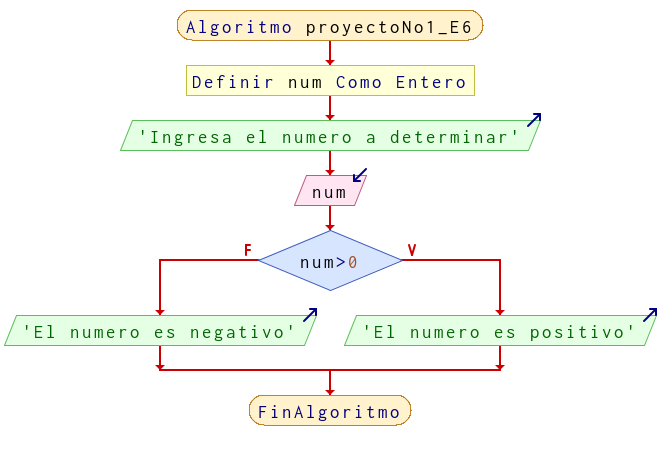 Algoritmo proyectoNo1_E6
Definir num Como Entero
'Ingresa el numero a determinar'
num
num>0
F
V
'El numero es negativo'
'El numero es positivo'
FinAlgoritmo